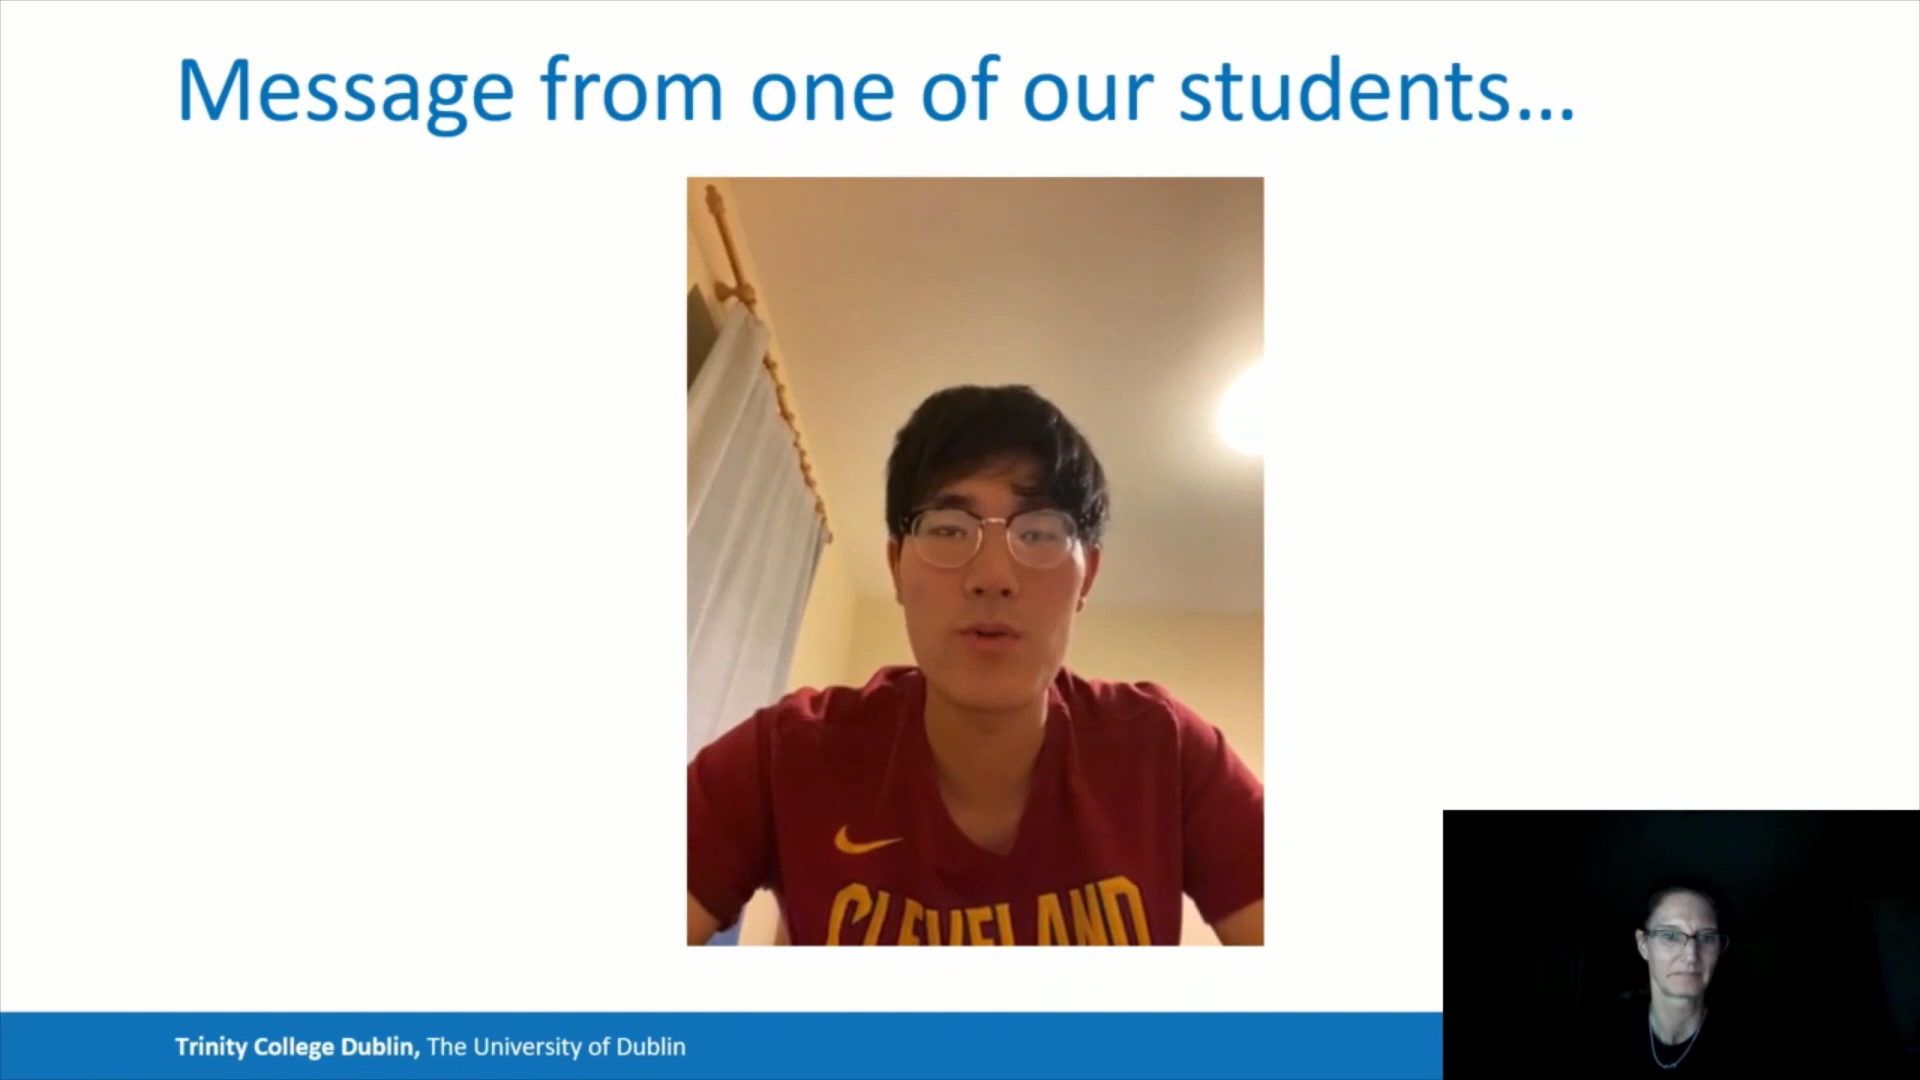 Message from one of our students...
CLEVELAND
Trinity College Dublin, The University of Dublin